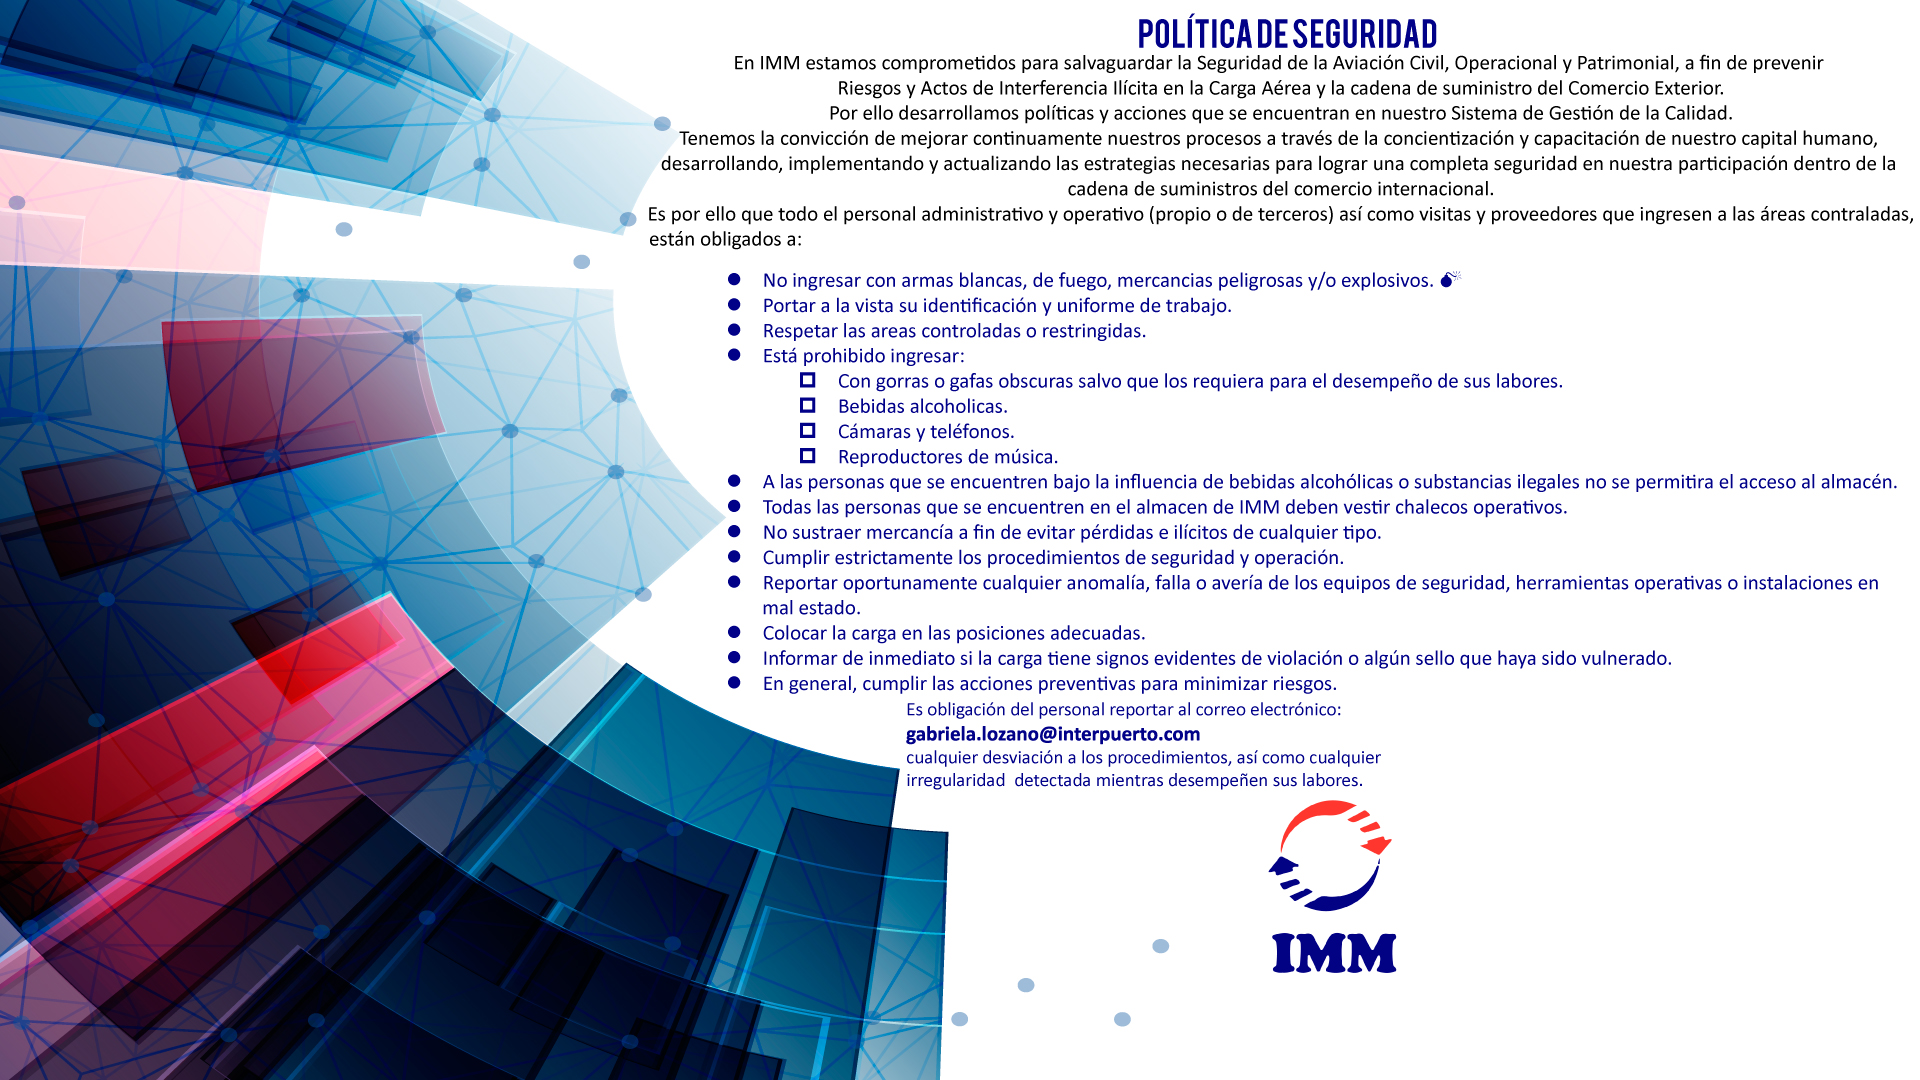 POLÍTICA DE SEGURIDAD
En IMM estamos comprometidos para salvaguardar la Seguridad de la Aviación Civil, Operacional y Patrimonial, a fin de prevenir
Riesgos y Actos de Interferencia Ilícita en la Carga Aérea y la cadena de suministro del Comercio Exterior.
Por ello desarrollamos políticas y acciones que se encuentran en nuestro Sistema de Gestión de la Calidad.
Tenemos la convicción de mejorar continuamente nuestros procesos a través de la concientización y capacitación de nuestro capital humano,
desarrollando, implementando y actualizando las estrategias necesarias para lograr una completa seguridad en nuestra participación dentro de la
cadena de suministros del comercio internacional.
Es por ello que todo el personal administrativo y operativo (propio o de terceros) así como visitas y proveedores que ingresen a las áreas contraladas,
están obligados a:
● No ingresar con armas blancas, de fuego, mercancias peligrosas y/o explosivos. 💣
● Portar a la vista su identificación y uniforme de trabajo.
● Respetar las areas controladas o restringidas.
● Está prohibido ingresar:
❑ Con gorras o gafas obscuras salvo que los requiera para el desempeño de sus labores.
❑ Bebidas alcoholicas.
❑ Cámaras y teléfonos.
❑ Reproductores de música.
● A las personas que se encuentren bajo la influencia de bebidas alcohólicas o substancias ilegales no se permitira el acceso al almacén.
● Todas las personas que se encuentren en el almacen de IMM deben vestir chalecos operativos.
● No sustraer mercancía a fin de evitar pérdidas e ilícitos de cualquier tipo.
● Cumplir estrictamente los procedimientos de seguridad y operación.
● Reportar oportunamente cualquier anomalía, falla o avería de los equipos de seguridad, herramientas operativas o instalaciones en
mal estado.
● Colocar la carga en las posiciones adecuadas.
● Informar de inmediato si la carga tiene signos evidentes de violación o algún sello que haya sido vulnerado.
● En general, cumplir las acciones preventivas para minimizar riesgos.
Es obligación del personal reportar al correo electrónico:
gabriela.lozano@interpuerto.com
cualquier desviación a los procedimientos, así como cualquier
irregularidad detectada mientras desempeñen sus labores.
IMM